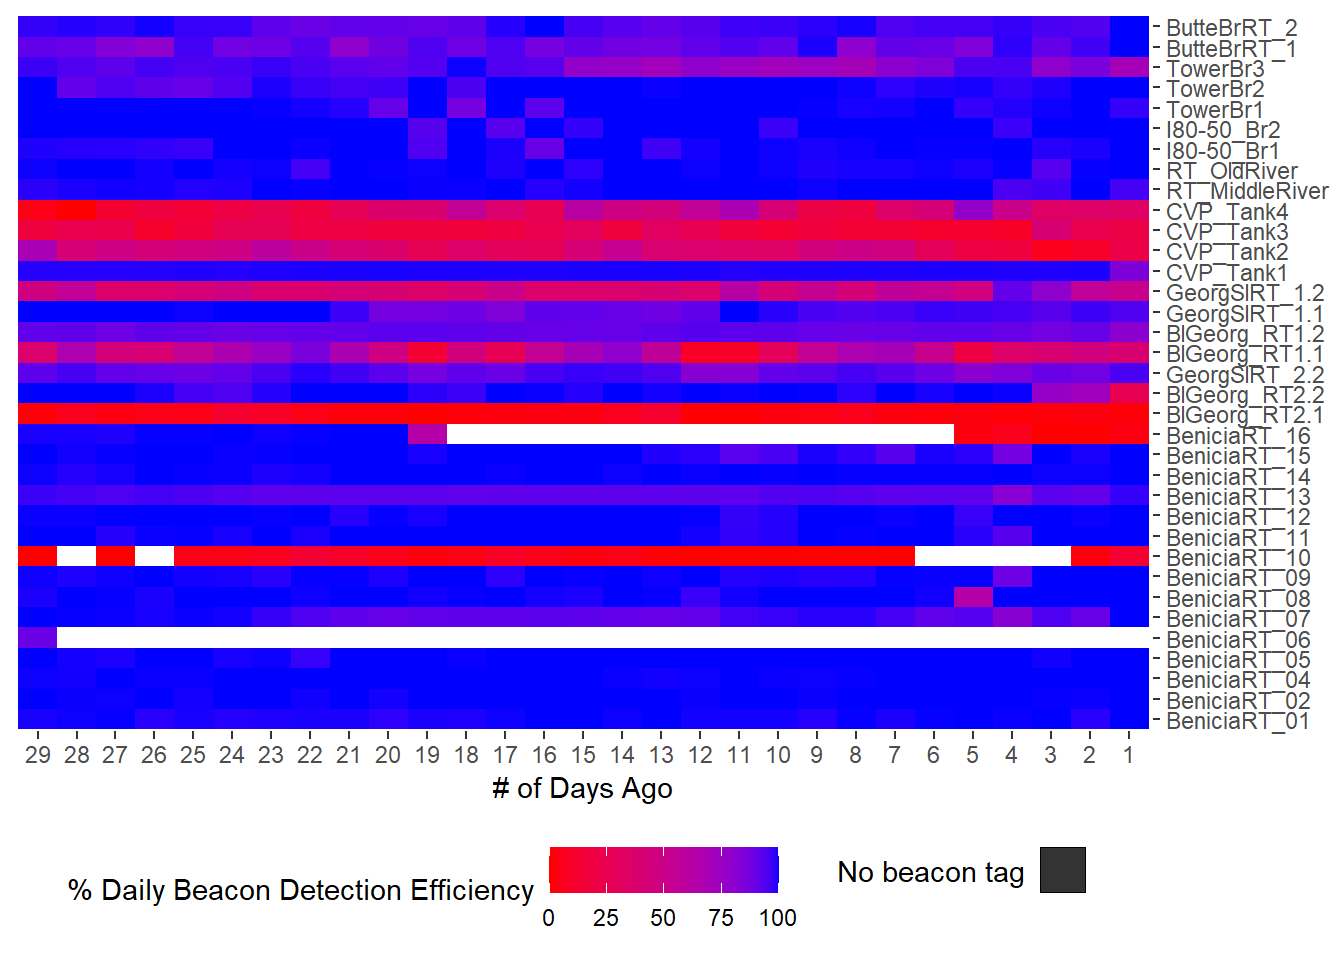 ButteBrRT_2
ButteBrRT_1
TowerBr3
TowerBr2
TowerBr1
I80-50_Br2
I80-50_Br1
RT_OldRiver
RT_MiddleRiver
CVP_Tank4
CVP_Tank3
CVP_Tank2
CVP_Tank1
GeorgSlRT_1.2
GeorgSlRT_1.1
BlGeorg_RT1.2
BlGeorg_RT1.1
GeorgSlRT_2.2
BlGeorg_RT2.2
BlGeorg_RT2.1
BeniciaRT_16
BeniciaRT_15
BeniciaRT_14
BeniciaRT_13
BeniciaRT_12
BeniciaRT_11
BeniciaRT_10
BeniciaRT_09
BeniciaRT_08
BeniciaRT_07
BeniciaRT_06
BeniciaRT_05
BeniciaRT_04
BeniciaRT_02
BeniciaRT_01
29 28 27 26 25 24 23 22 21 20 19 18 17 16 15 14 13 12 11 10 9 8 7 6 5 4 3 2 1
# of Days Ago
% Daily Beacon Detection Efficiency
0 25 50 75 100
No beacon tag